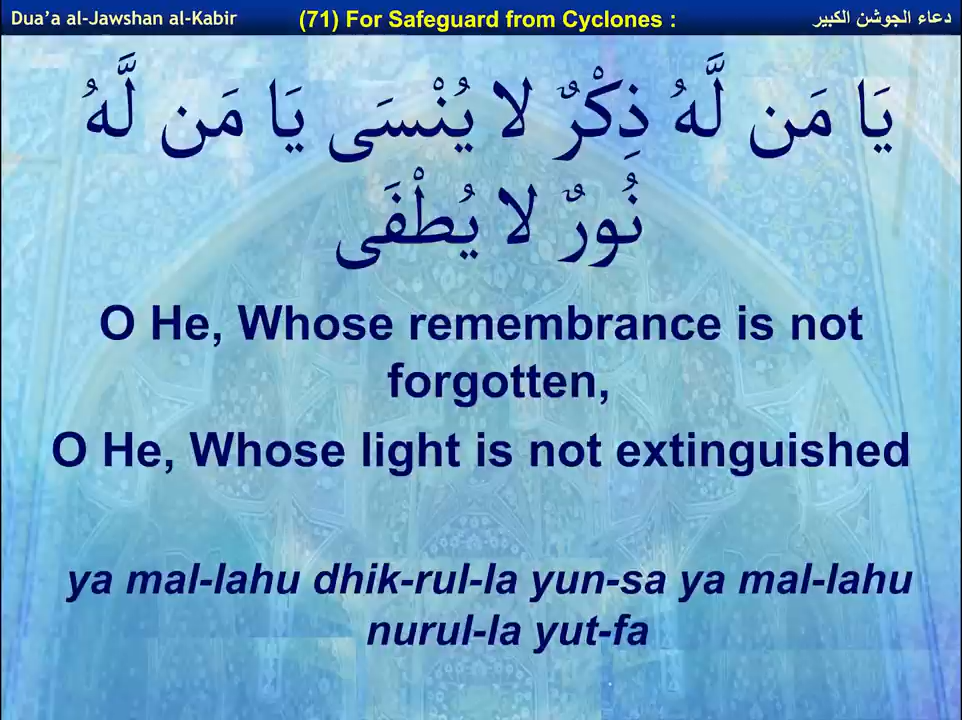 Dua’a al-Jawshan al-Kabir (71) For Safeguard from Cyclones : دعاء الجوشن الكبير
يَا مَن لَّهُ ذِكْرٌ لا يُنْسَى يَا مَن لَّهُ
نُورٌ لا يُطْفَى
O He, Whose remembrance is not
forgotten,
O He, Whose light is not extinguished
ya mal-lahu dhik-rul-la yun-sa ya mal-lahu
nurul-la yut-fa